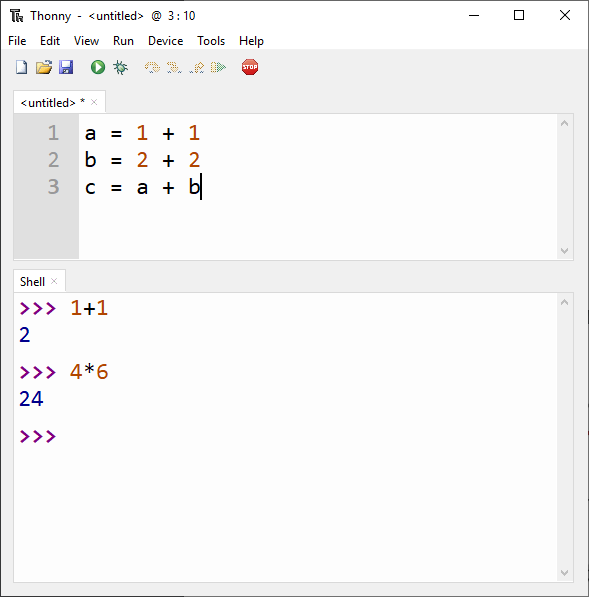 Thonny - <untitled> @ 3:10
File Edit View Run Device Tools Help
STOP
<untitled> * ×
1 a = 1 + 1
2 b = 2 + 2
3 c = a + b
Shell ×
>>> 1+1
2
>>> 4*6
24
>>>